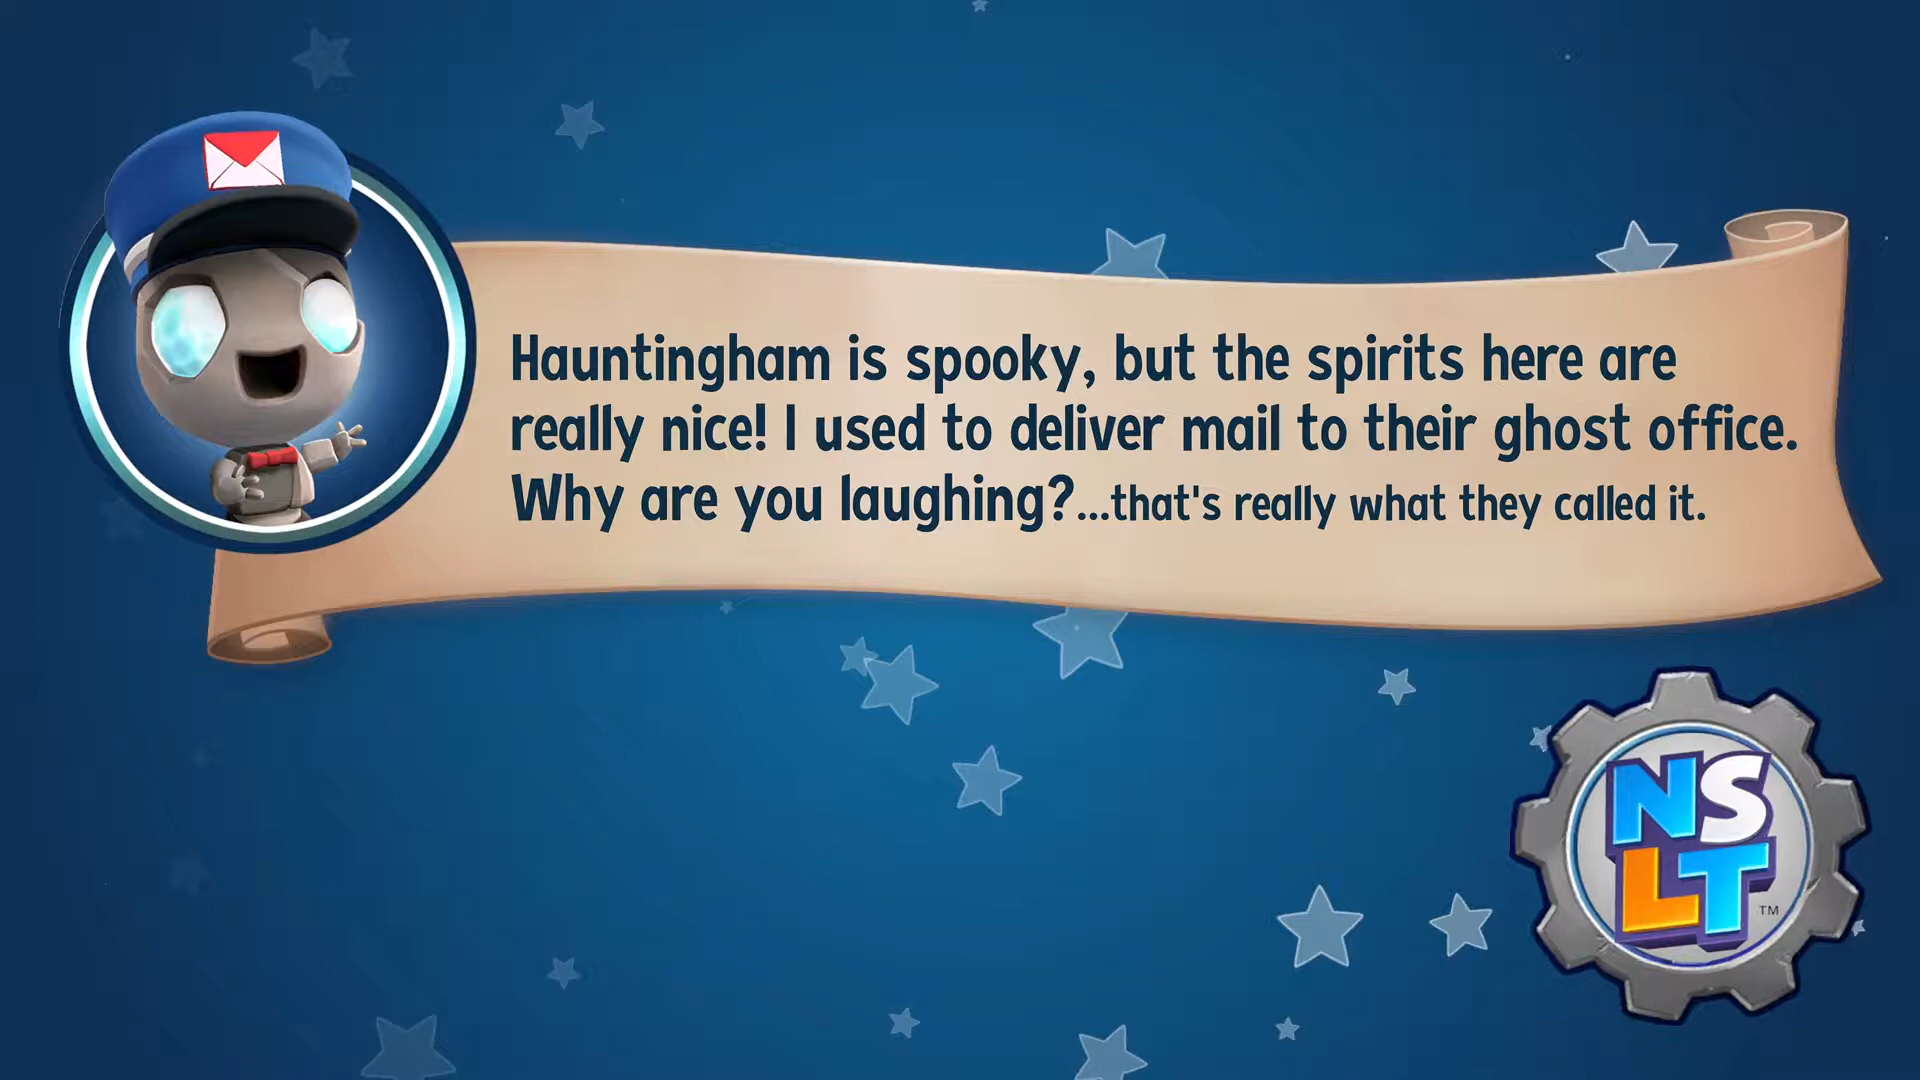 Hauntingham is spooky, but the spirits here are
really nice! I used to deliver mail to their ghost office.
Why are you laughing?...that's really what they called it.
NS
LT
TM